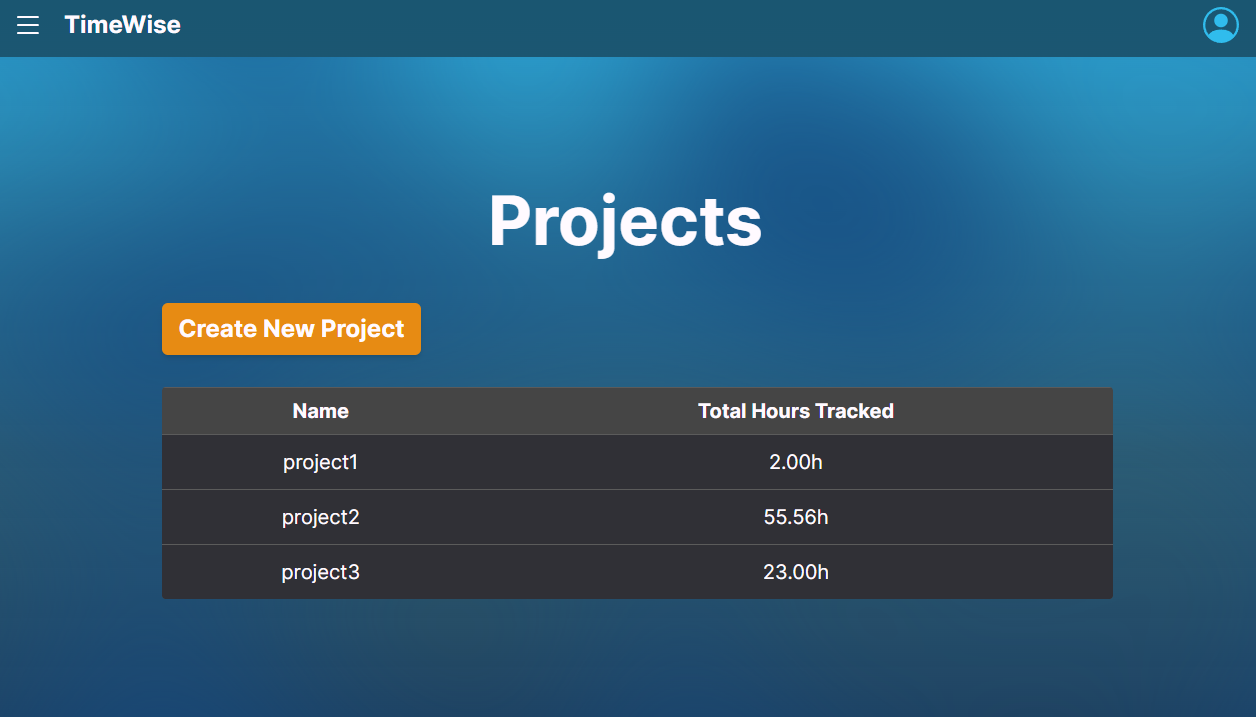 TimeWise
Projects
Create New Project
Name Total Hours Tracked
project1 2.00h
project2 55.56h
project3 23.00h